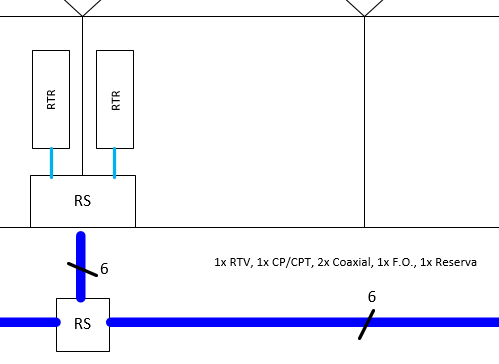 RTR
RTR
RS
6
1x RTV, 1x CP/CPT, 2x Coaxial, 1x F.O., 1x Reserva
6
RS